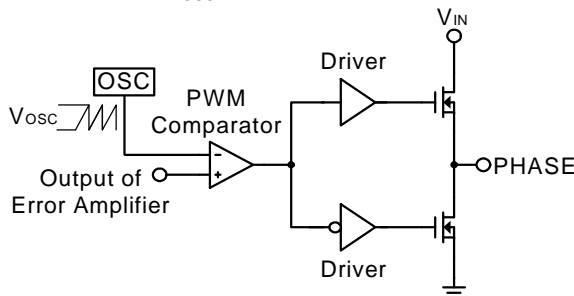 VIN
Driver
OSC
PWM
Comparator
VOSC
-
+
Output of
Error Amplifier
PHASE
Driver